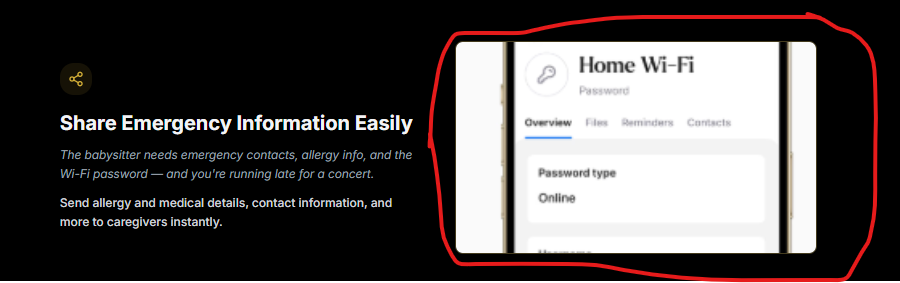 Share Emergency Information Easily
The babysitter needs emergency contacts, allergy info, and the
Wi-Fi password — and you're running late for a concert.
Send allergy and medical details, contact information, and
more to caregivers instantly.
Home Wi-Fi
Password
Overview Files Reminders Contacts
Password type
Online